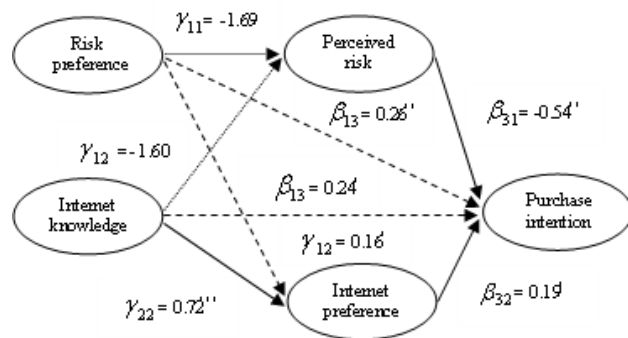 γ11 = -1.69
Risk
preference
Perceived
risk
β13 = 0.26''
β31 = -0.54''
γ12 = -1.60
Internet
knowledge
β13 = 0.24
Purchase
intention
γ12 = 0.16'
γ22 = 0.72''
Internet
preference
β32 = 0.19'